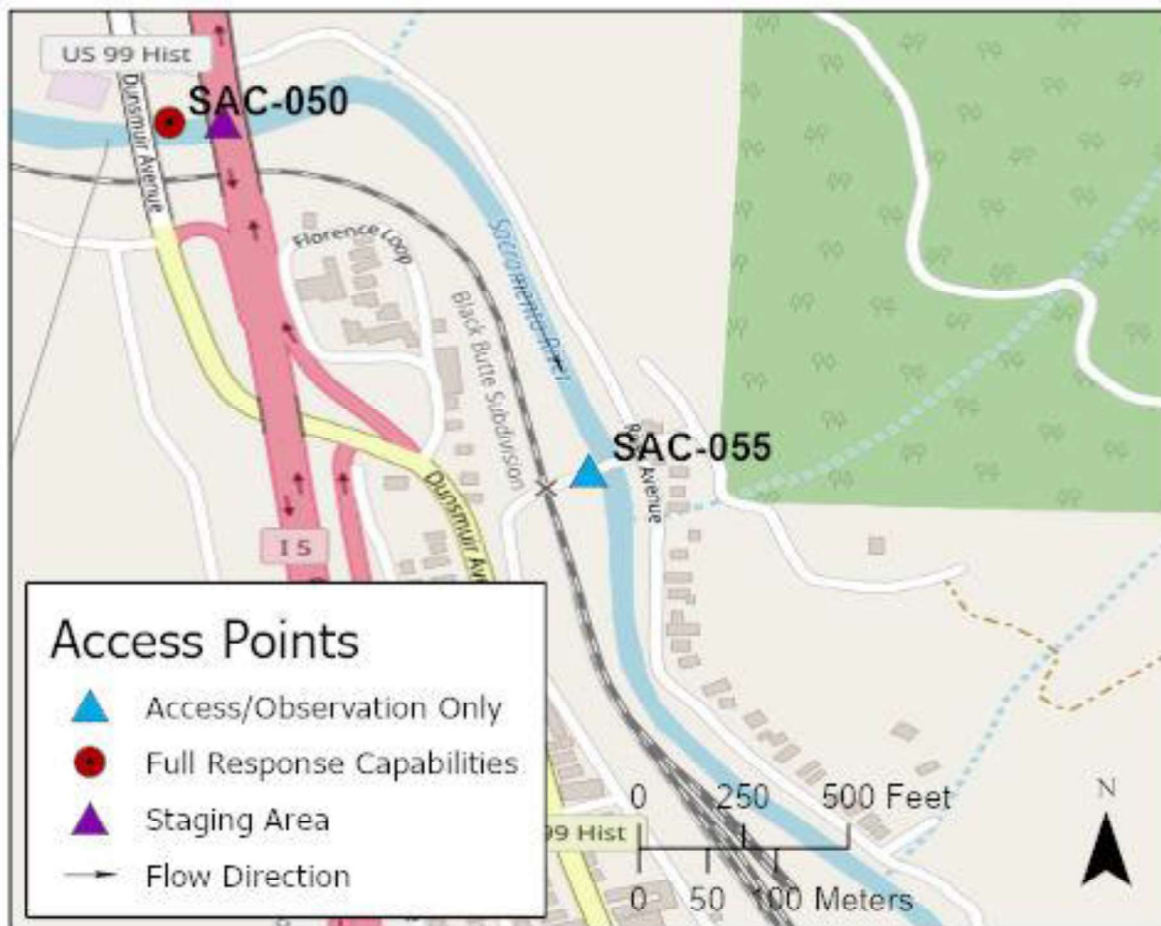 US 99 Hist
SAC-050
Dunsmuir Avenue
Florence Loop
Sacramento River
Black Butte Subdivision
SAC-055
Avenue
Dunsmuir Av
I 5
Access Points
Access/Observation Only
Full Response Capabilities
Staging Area
Flow Direction
0 250 500 Feet
99 Hist
0 50 100 Meters
N